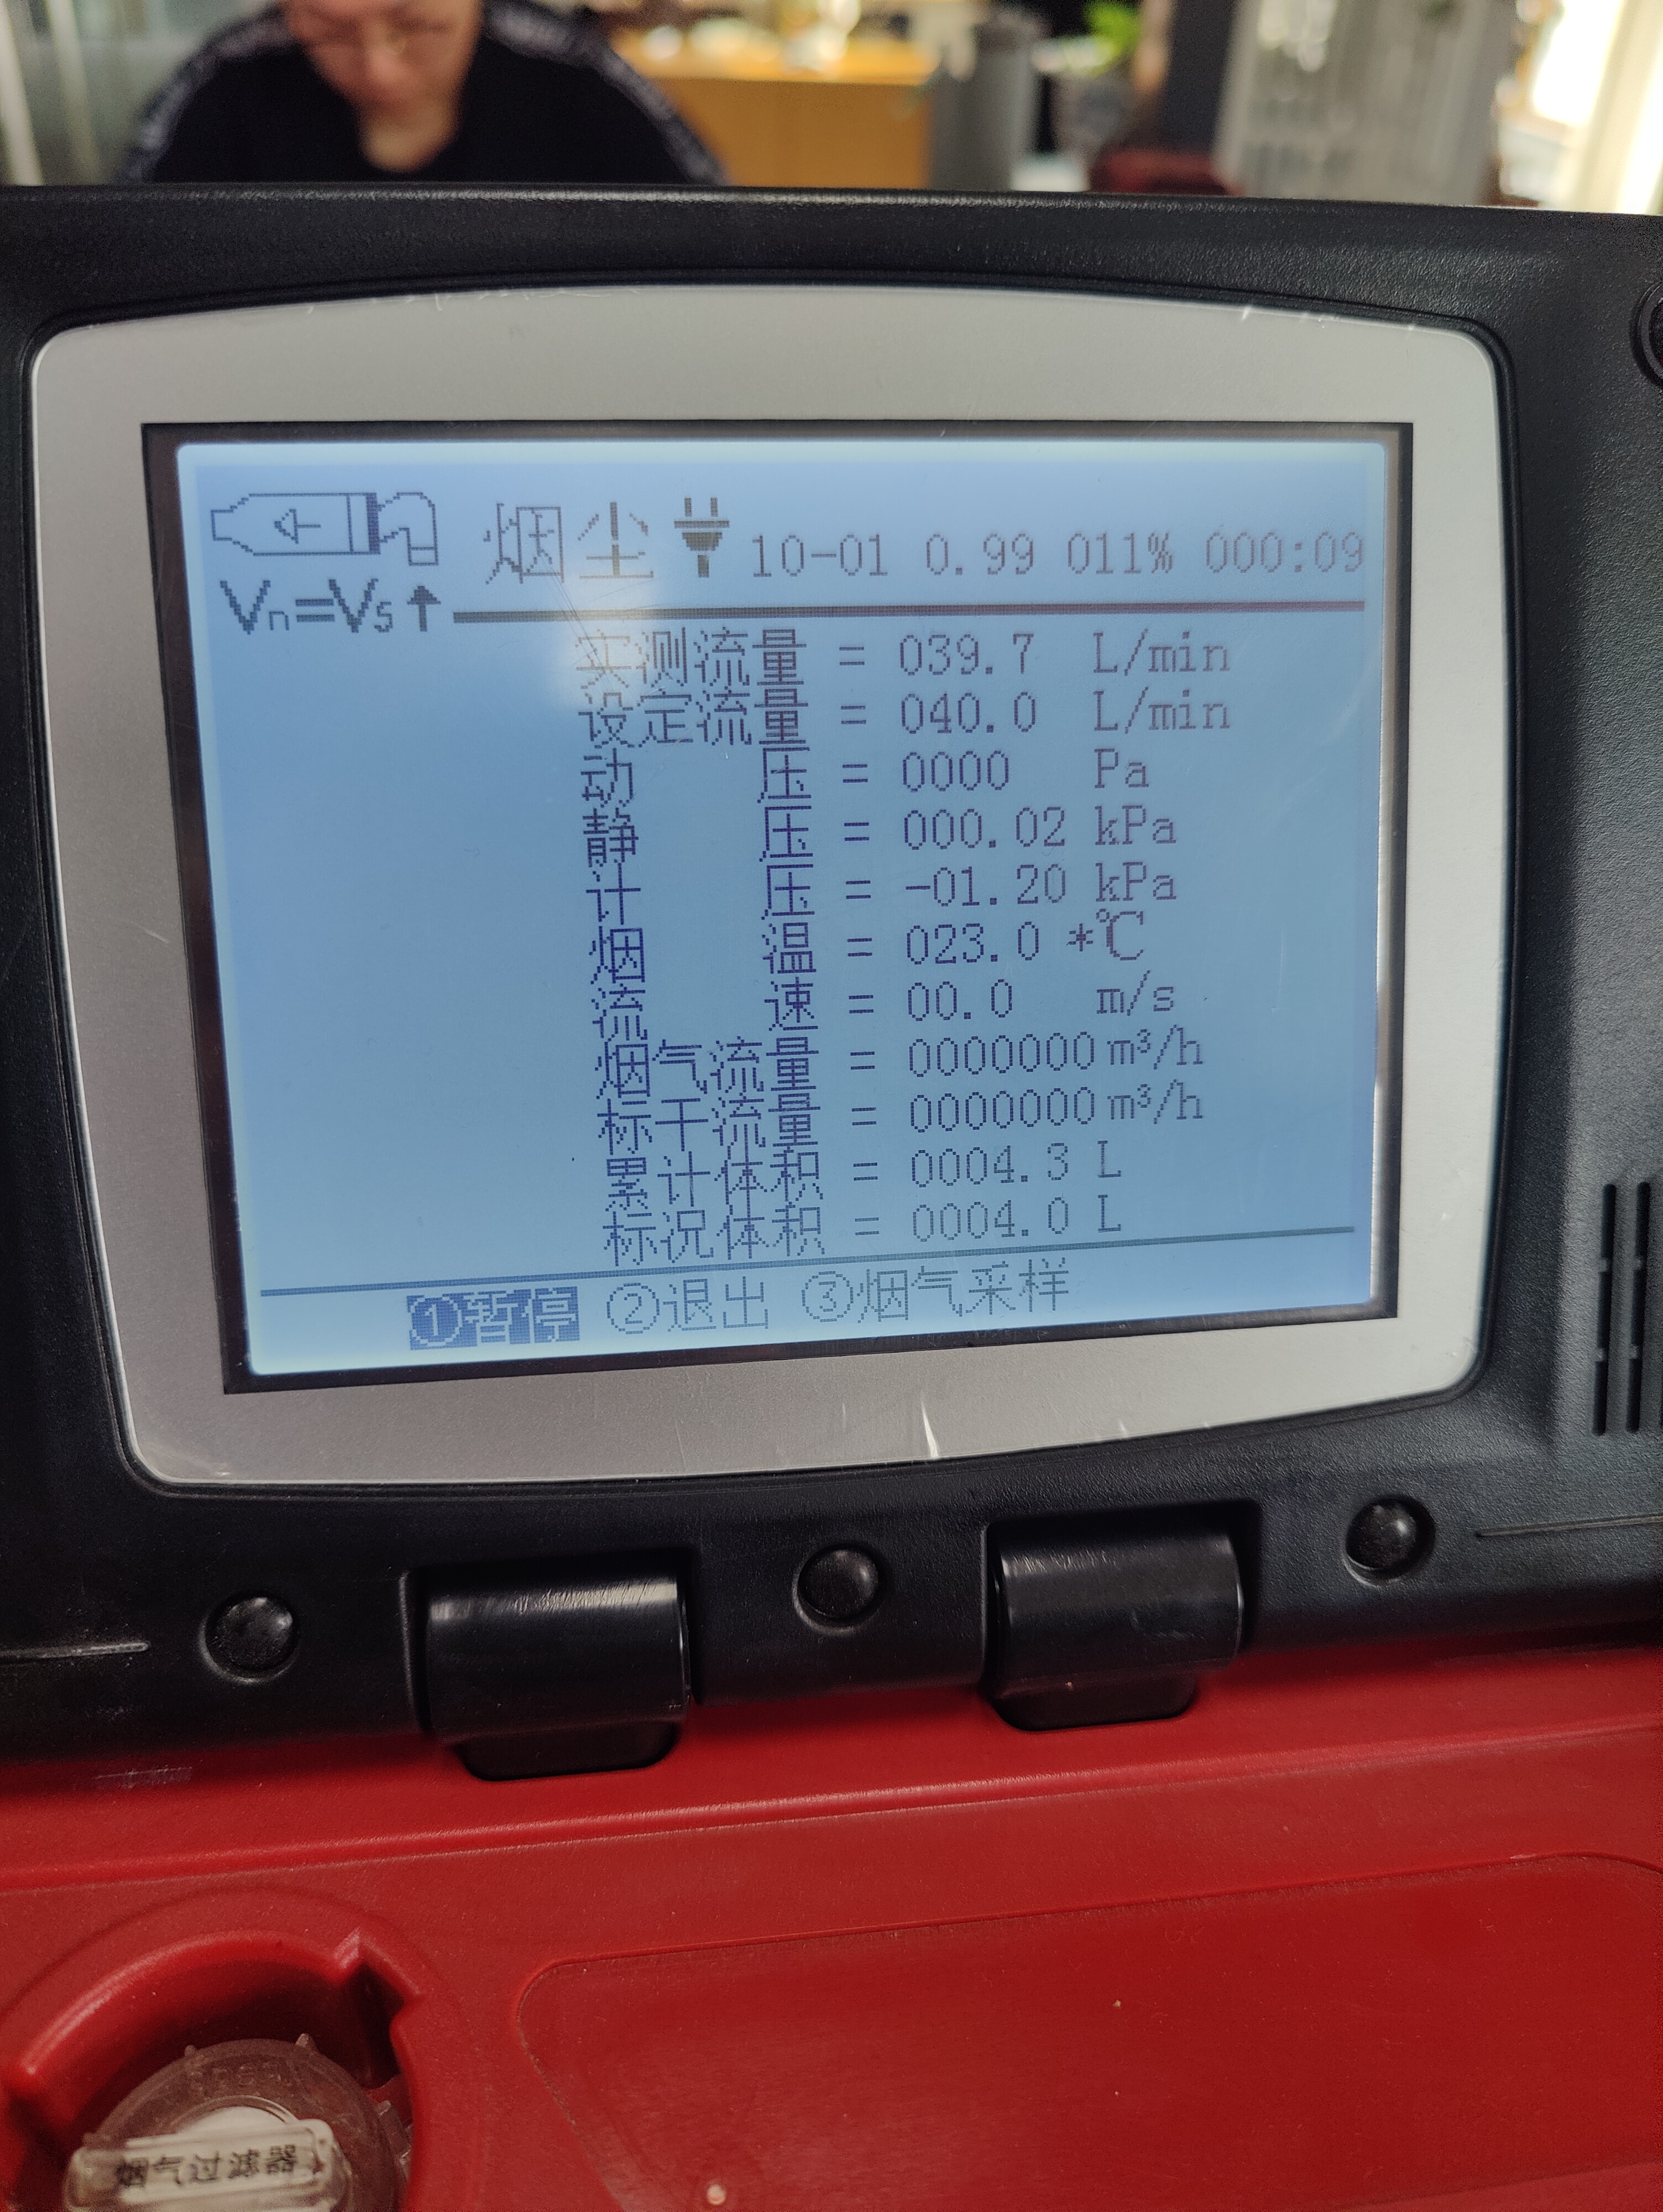 烟尘 10-01 0.99 011% 000:09
Vn=Vs↑
实测流量 = 039.7 L/min
设定流量 = 040.0 L/min
动压 = 0000 Pa
静压 = 000.02 kPa
计压 = -01.20 kPa
烟温 = 023.0 *℃
流速 = 00.0 m/s
烟气流量 = 0000000 m³/h
标干流量 = 0000000 m³/h
累计体积 = 0004.3 L
标况体积 = 0004.0 L
①暂停 ②退出 ③烟气采样
烟气过滤器